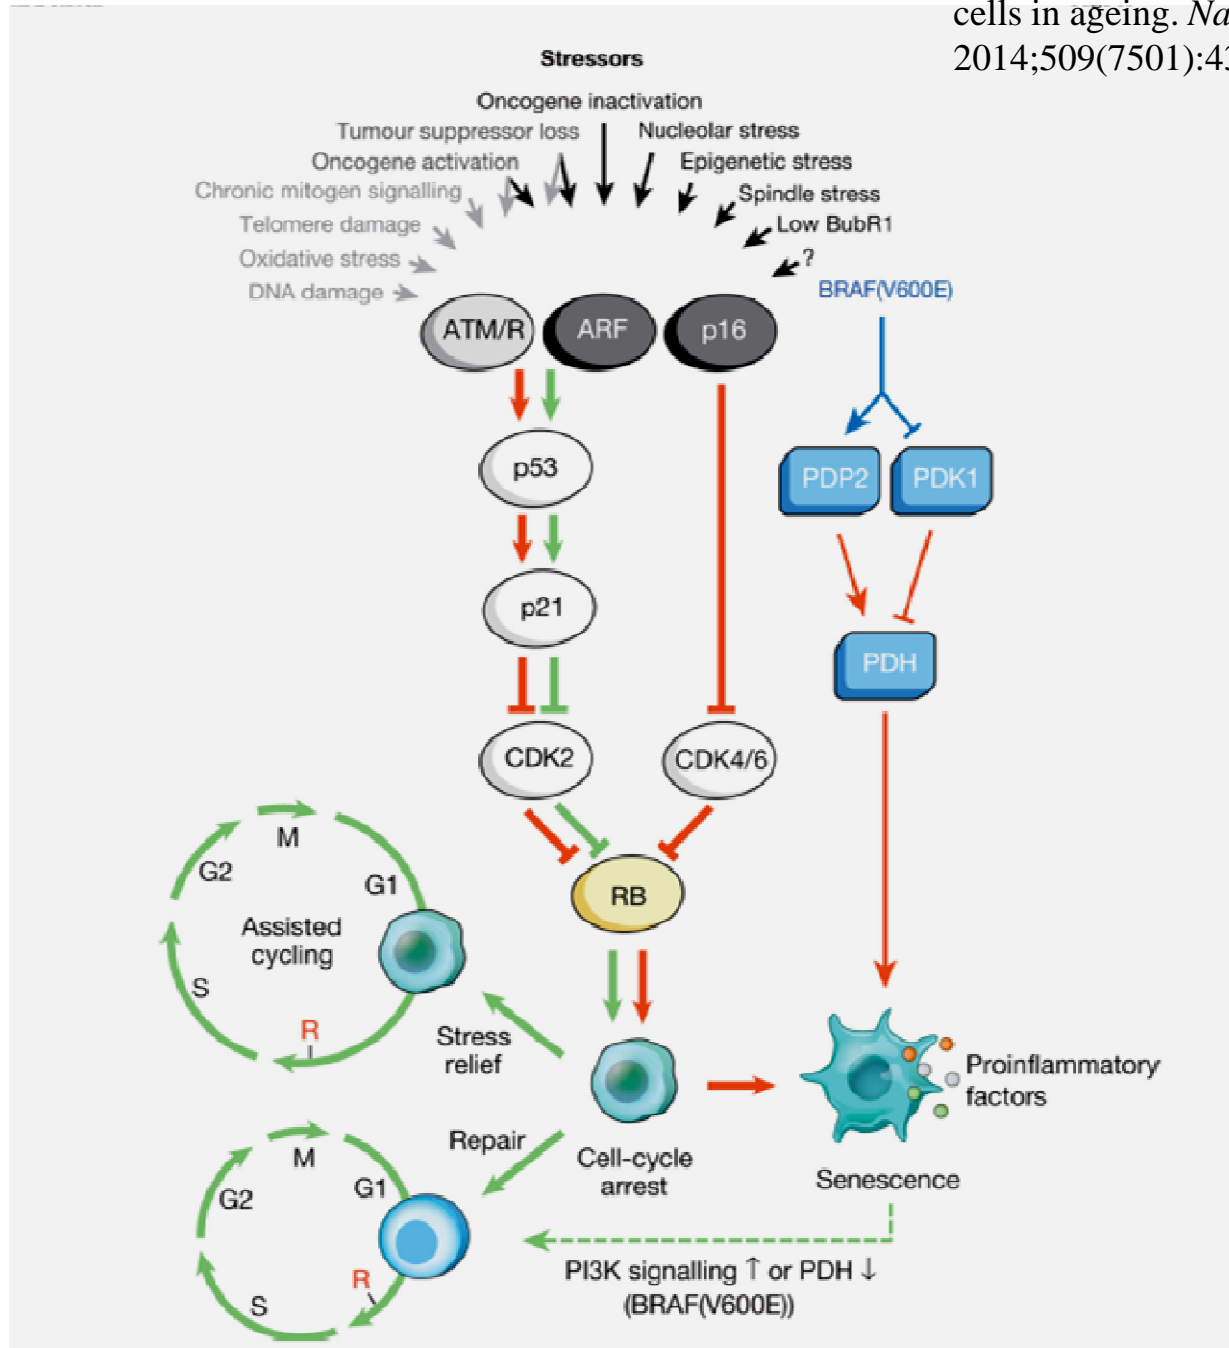 cells in ageing. Na
2014;509(7501):43
Stressors
Oncogene inactivation
Tumour suppressor loss
Nucleolar stress
Oncogene activation
Epigenetic stress
Chronic mitogen signalling
Spindle stress
Telomere damage
Low BubR1
Oxidative stress
?
DNA damage
BRAF(V600E)
ATM/R
ARF
p16
p53
PDP2
PDK1
p21
PDH
CDK2
CDK4/6
M
G2
G1
RB
Assisted
cycling
S
R
Stress
relief
Proinflammatory
factors
Repair
M
Cell-cycle
arrest
G1
G2
Senescence
PI3K signalling ↑ or PDH ↓
(BRAF(V600E))
R
S